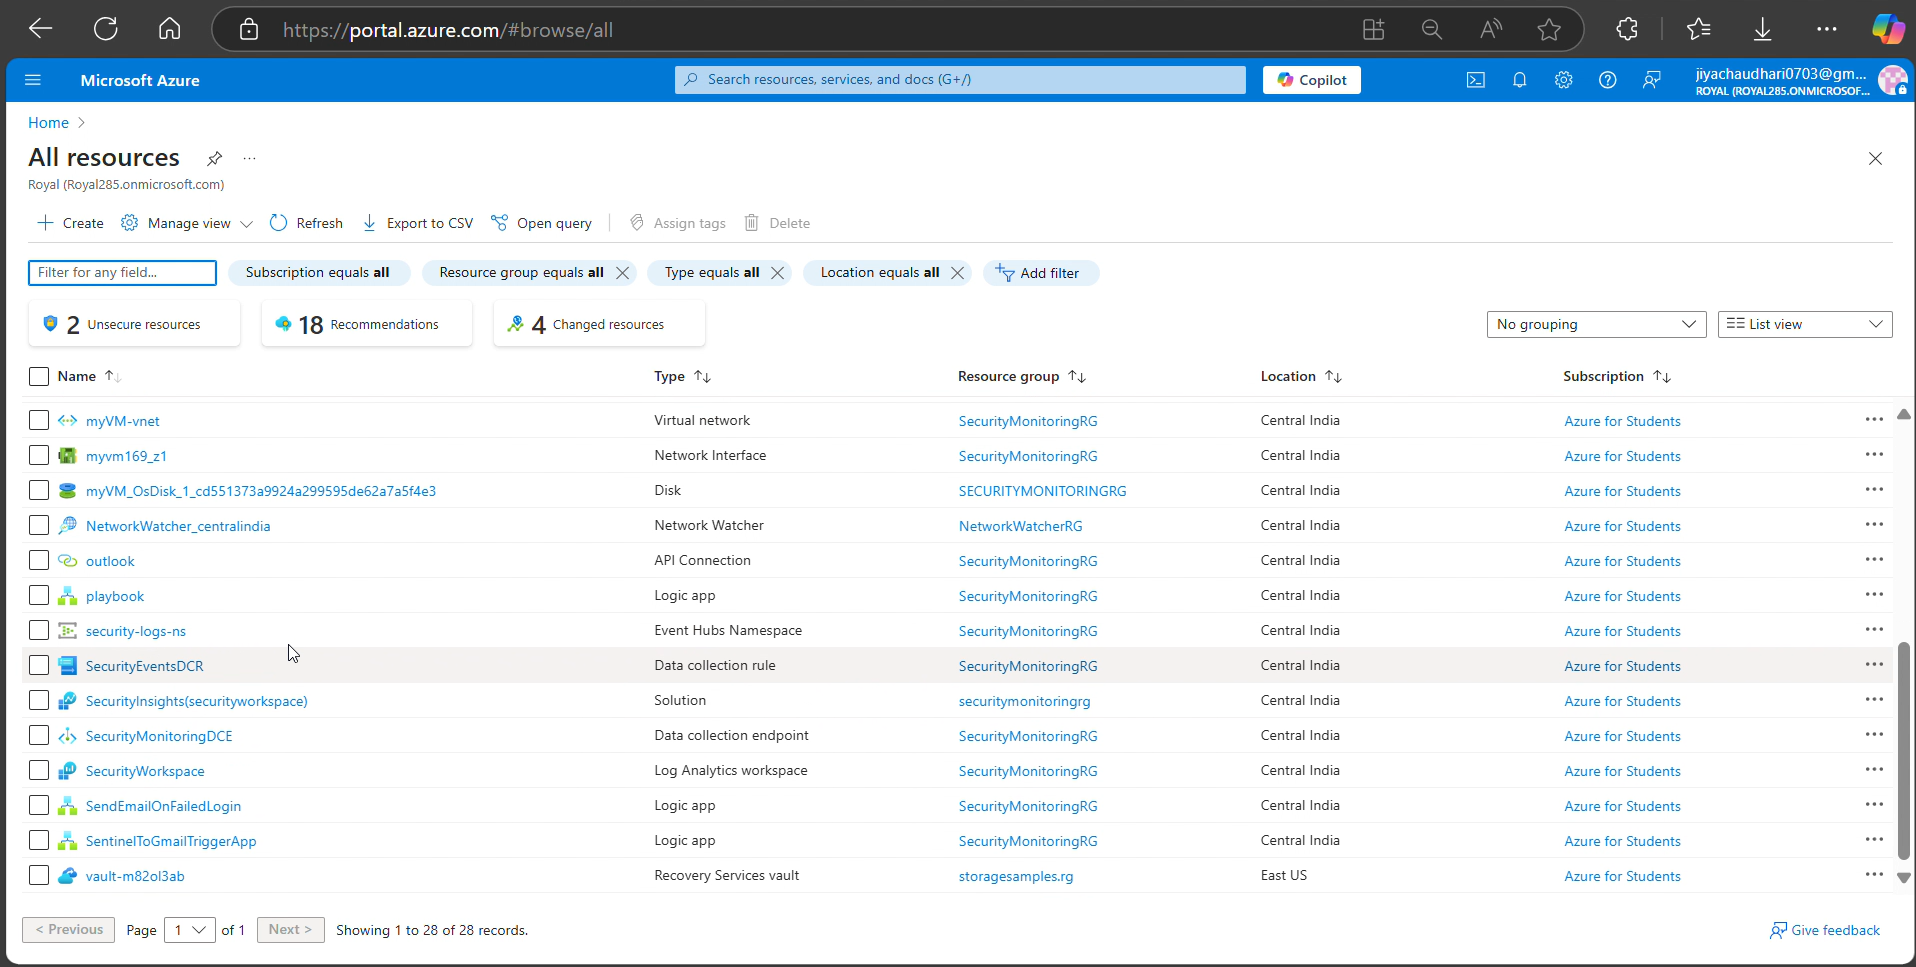 https://portal.azure.com/#browse/all
Microsoft Azure
Search resources, services, and docs (G+/)
Copilot
jiyachaudhari0703@gm...
ROYAL (ROYAL285.ONMICROSOF...
Home
All resources
Royal (Royal285.onmicrosoft.com)
Create Manage view Refresh Export to CSV Open query Assign tags Delete
Filter for any field... Subscription equals all Resource group equals all Type equals all Location equals all Add filter
2 Unsecure resources 18 Recommendations 4 Changed resources No grouping List view
Name Type Resource group Location Subscription
myVM-vnet Virtual network SecurityMonitoringRG Central India Azure for Students
myvm169_z1 Network Interface SecurityMonitoringRG Central India Azure for Students
myVM_OsDisk_1_cd551373a9924a299595de62a7a5f4e3 Disk SECURITYMONITORINGRG Central India Azure for Students
NetworkWatcher_centralindia Network Watcher NetworkWatcherRG Central India Azure for Students
outlook API Connection SecurityMonitoringRG Central India Azure for Students
playbook Logic app SecurityMonitoringRG Central India Azure for Students
security-logs-ns Event Hubs Namespace SecurityMonitoringRG Central India Azure for Students
SecurityEventsDCR Data collection rule SecurityMonitoringRG Central India Azure for Students
SecurityInsights(securityworkspace) Solution securitymonitoringrg Central India Azure for Students
SecurityMonitoringDCE Data collection endpoint SecurityMonitoringRG Central India Azure for Students
SecurityWorkspace Log Analytics workspace SecurityMonitoringRG Central India Azure for Students
SendEmailOnFailedLogin Logic app SecurityMonitoringRG Central India Azure for Students
SentinelToGmailTriggerApp Logic app SecurityMonitoringRG Central India Azure for Students
vault-m82ol3ab Recovery Services vault storagesamples.rg East US Azure for Students
< Previous Page 1 of 1 Next > Showing 1 to 28 of 28 records. Give feedback